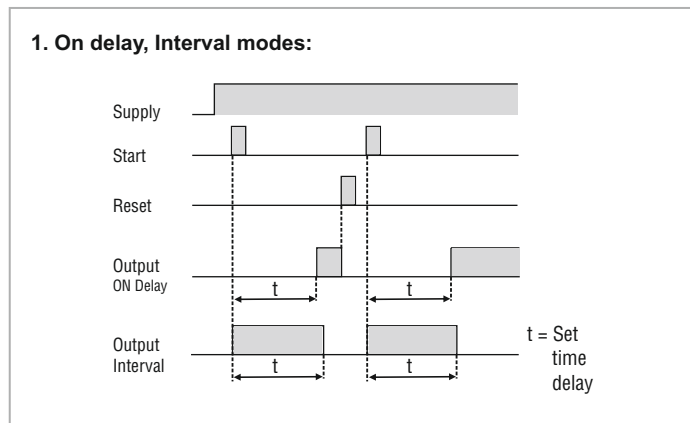 1. On delay, Interval modes:
Supply
Start
Reset
Output
ON Delay
t
t
Output
Interval
t
t
t = Set
time
delay